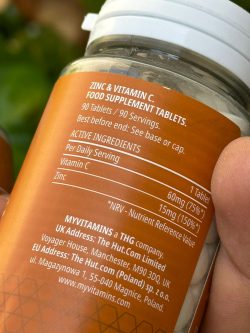 ZINC & VITAMIN C.
FOOD SUPPLEMENT TABLETS.
90 Tablets / 90 Servings.
Best before end: See base or cap.
ACTIVE INGREDIENTS
Per Daily Serving 1 Tablet
Vitamin C 60mg (75%*)
Zinc 15mg (150%*)
*NRV - Nutrient Reference Value
MYVITAMINS a THG company.
UK Address: The Hut.Com Limited
Voyager House, Manchester, M90 3DQ, UK
EU Address: The Hut.com (Poland) sp. z o.o.
ul. Magazynowa 1, 55-040 Magnice, Poland.
www.myvitamins.com